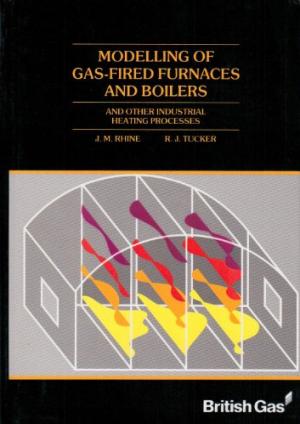 MODELLING OF
GAS-FIRED FURNACES
AND BOILERS
AND OTHER INDUSTRIAL
HEATING PROCESSES
J. M. RHINE R. J. TUCKER
British Gas